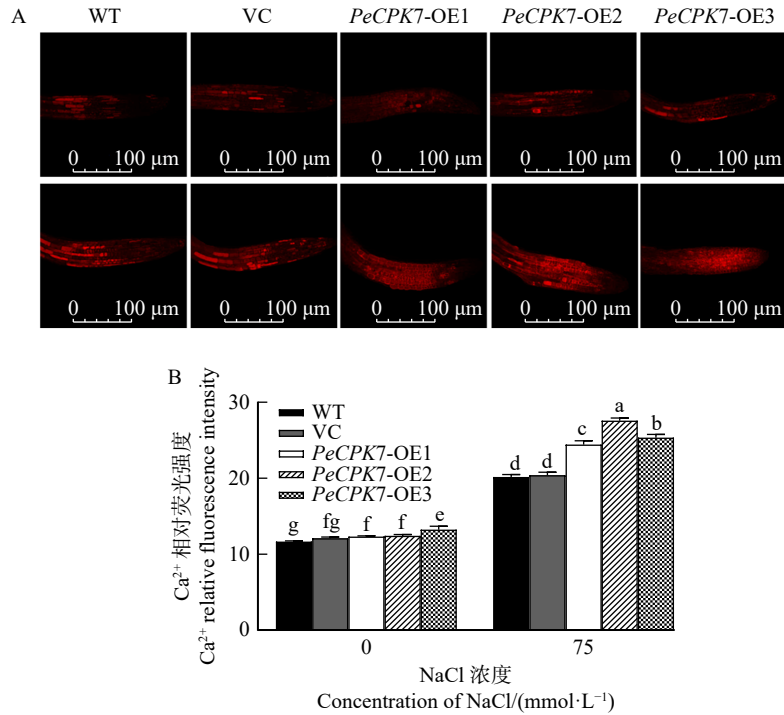 A
WT VC PeCPK7-OE1 PeCPK7-OE2 PeCPK7-OE3
0 100 μm 0 100 μm 0 100 μm 0 100 μm 0 100 μm
0 100 μm 0 100 μm 0 100 μm 0 100 μm 0 100 μm
B
Ca²⁺ 相对荧光强度
Ca²⁺ relative fluorescence intensity
30
20
10
0
WT
VC
PeCPK7-OE1
PeCPK7-OE2
PeCPK7-OE3
g fg f f e d d c a b
0 75
NaCl 浓度
Concentration of NaCl/(mmol·L⁻¹)